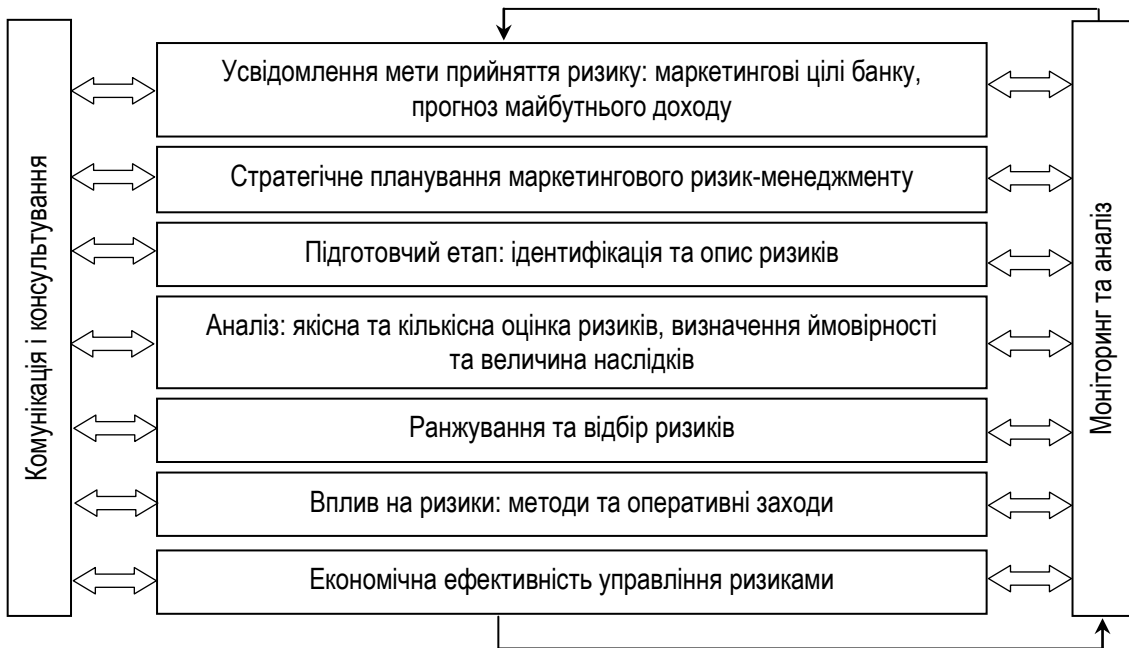 Комунікація і консультування
Усвідомлення мети прийняття ризику: маркетингові цілі банку,
прогноз майбутнього доходу
Стратегічне планування маркетингового ризик-менеджменту
Підготовчий етап: ідентифікація та опис ризиків
Аналіз: якісна та кількісна оцінка ризиків, визначення ймовірності
та величина наслідків
Ранжування та відбір ризиків
Вплив на ризики: методи та оперативні заходи
Економічна ефективність управління ризиками
Моніторинг та аналіз